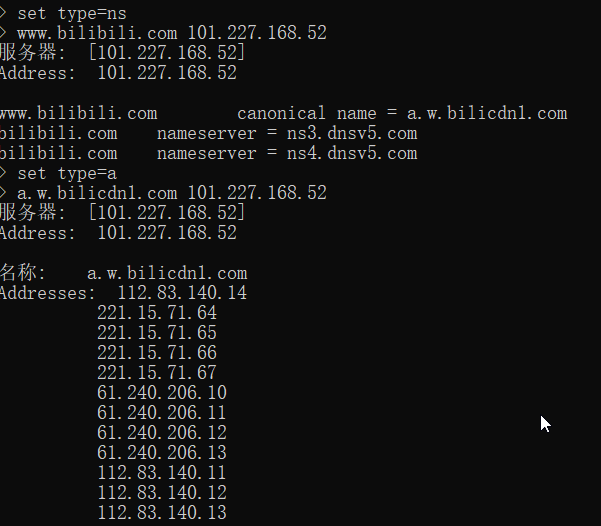 > set type=ns
> www.bilibili.com 101.227.168.52
服务器:  [101.227.168.52]
Address:  101.227.168.52
www.bilibili.com        canonical name = a.w.bilicdn1.com
bilibili.com    nameserver = ns3.dnsv5.com
bilibili.com    nameserver = ns4.dnsv5.com
> set type=a
> a.w.bilicdn1.com 101.227.168.52
服务器:  [101.227.168.52]
Address:  101.227.168.52
名称:    a.w.bilicdn1.com
Addresses:  112.83.140.14
221.15.71.64
221.15.71.65
221.15.71.66
221.15.71.67
61.240.206.10
61.240.206.11
61.240.206.12
61.240.206.13
112.83.140.11
112.83.140.12
112.83.140.13